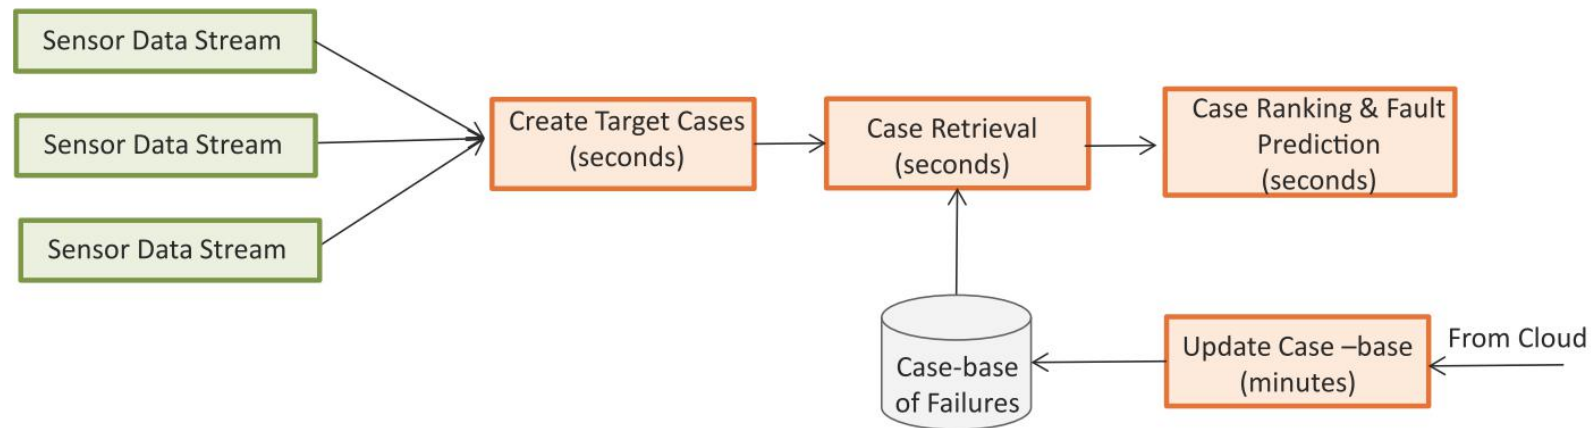 Sensor Data Stream
Sensor Data Stream
Sensor Data Stream
Create Target Cases
(seconds)
Case Retrieval
(seconds)
Case Ranking & Fault
Prediction
(seconds)
Case-base
of Failures
Update Case –base
(minutes)
From Cloud